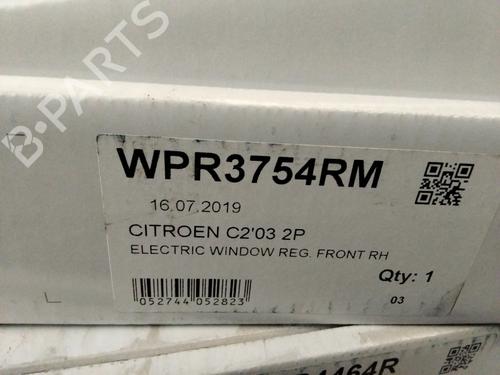 B-PARTS
WPR3754RM
16.07.2019
CITROEN C2'03 2P
ELECTRIC WINDOW REG. FRONT RH
Qty: 1
052744 052823
03